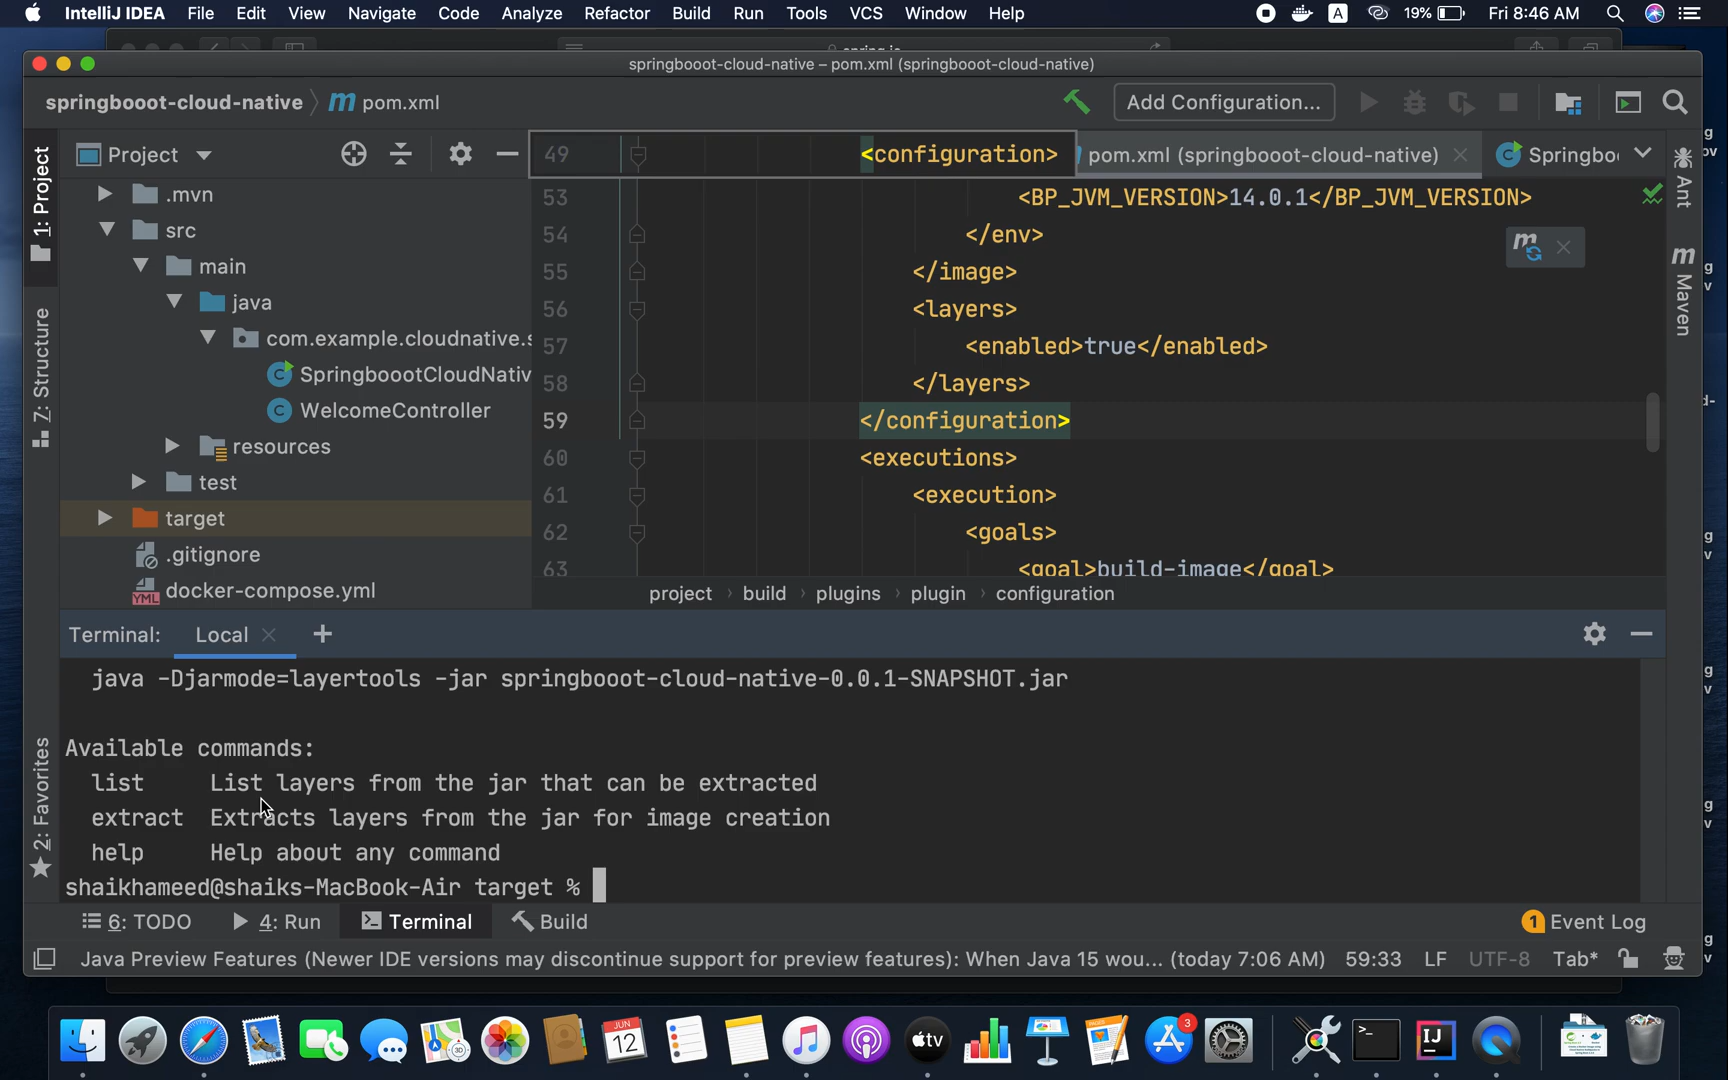 IntelliJ IDEA File Edit View Navigate Code Analyze Refactor Build Run Tools VCS Window Help A 19% Fri 8:46 AM
springbooot-cloud-native – pom.xml (springbooot-cloud-native)
springbooot-cloud-native m pom.xml Add Configuration...
1: Project
Z: Structure
2: Favorites
Project
.mvn
src
main
java
com.example.cloudnative.s
SpringboootCloudNativ
WelcomeController
resources
test
target
.gitignore
docker-compose.yml
pom.xml (springbooot-cloud-native) Springboo
49 <configuration>
53 <BP_JVM_VERSION>14.0.1</BP_JVM_VERSION>
54 </env>
55 </image>
56 <layers>
57 <enabled>true</enabled>
58 </layers>
59 </configuration>
60 <executions>
61 <execution>
62 <goals>
63 <goal>build-image</goal>
project › build › plugins › plugin › configuration
Ant
m Maven
Terminal: Local +
java -Djarmode=layertools -jar springbooot-cloud-native-0.0.1-SNAPSHOT.jar
Available commands:
list List layers from the jar that can be extracted
extract Extracts layers from the jar for image creation
help Help about any command
shaikhameed@shaiks-MacBook-Air target %
6: TODO 4: Run Terminal Build 1 Event Log
Java Preview Features (Newer IDE versions may discontinue support for preview features): When Java 15 wou... (today 7:06 AM) 59:33 LF UTF-8 Tab*
JUN
12
3D
tv
3
IJ